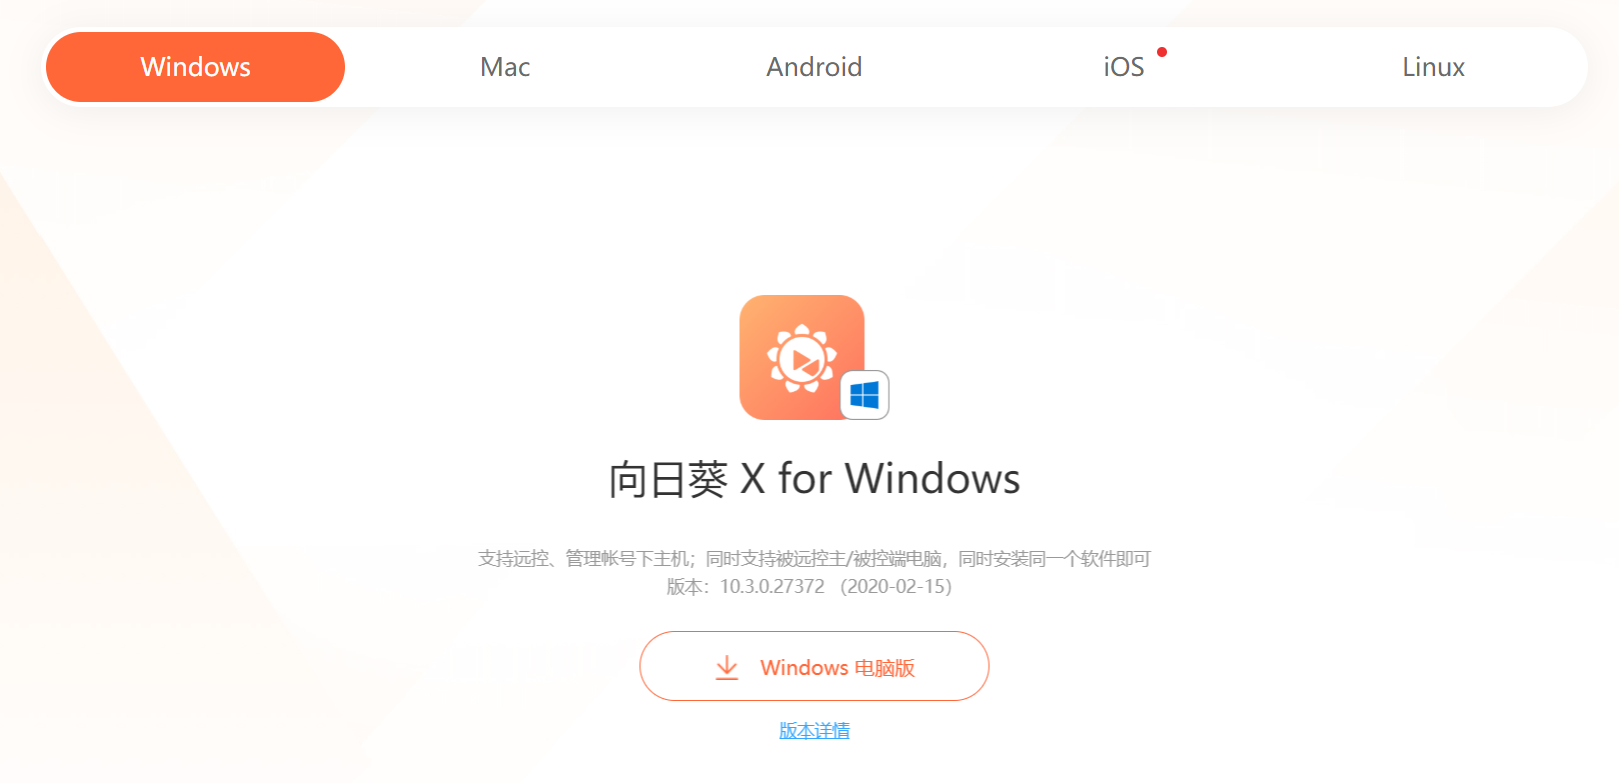 Windows
Mac
Android
iOS
Linux
向日葵 X for Windows
支持远控、管理帐号下主机；同时支持被远控主/被控端电脑，同时安装同一个软件即可
版本：10.3.0.27372 （2020-02-15）
Windows 电脑版
版本详情